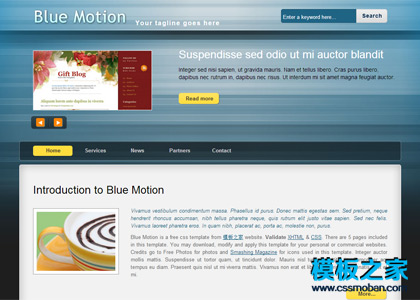 Blue Motion
Your tagline goes here
Enter a keyword here...
Search
Suspendisse sed odio ut mi auctor blandit
Integer sed nisi sapien, ut gravida mauris. Nam et tellus libero. Cras purus libero,
dapibus nec rutrum in, dapibus nec risus. Ut interdum mi sit amet magna feugiat auctor.
Read more
Gift Blog
Home
Services
News
Partners
Contact
Introduction to Blue Motion
Vivamus vestibulum condimentum massa. Phasellus id purus. Donec mattis egestas sem. Sed pretium, neque
hendrerit rhoncus accumsan, nibh tellus pharetra neque, quis rutrum elit justo vitae sapien. Sed nec felis.
Vivamus laoreet pharetra eros. In quam nibh, placerat ac, porta ac, molestie non, purus.
Blue Motion is a free css template from 模板之家 website. Validate XHTML & CSS. There are 5 pages included
in this template. You may download, modify and apply this template for your personal or commercial websites.
Credits go to Free Photos for photos and Smashing Magazine for icons used in this template. Integer auctor
mollis mattis. Suspendisse a tortor quam, ut tincidunt dolor. Mauris nisl
tempus eu diam. Praesent quis nisl ut mi viverra mattis. Vivamus non erat
et
More...
模板之家
www.cssmoban.com